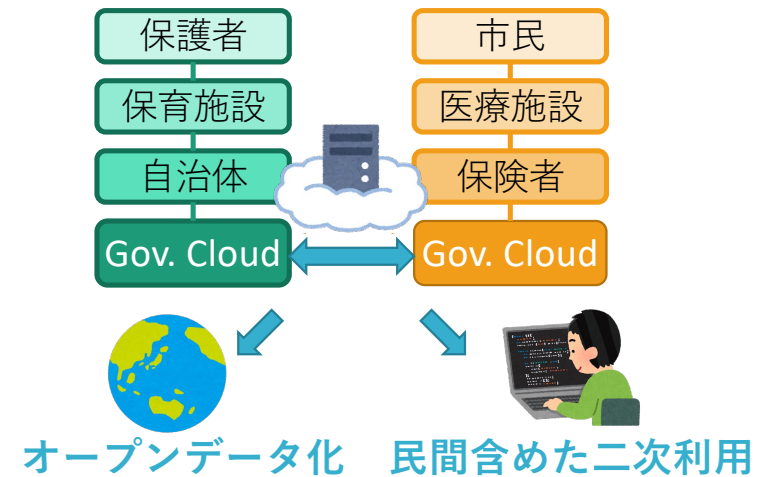 保護者
保育施設
自治体
Gov. Cloud
市民
医療施設
保険者
Gov. Cloud
オープンデータ化
民間含めた二次利用